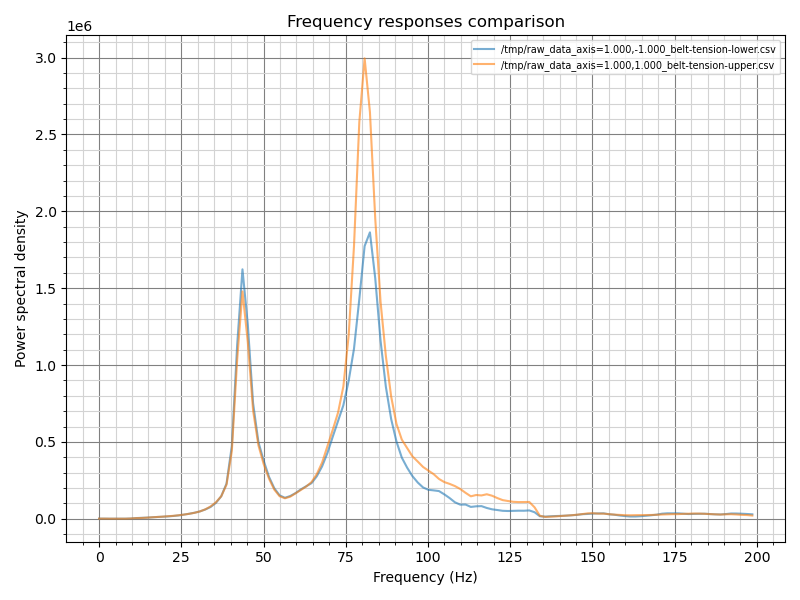 Frequency responses comparison
1e6
/tmp/raw_data_axis=1.000,-1.000_belt-tension-lower.csv
/tmp/raw_data_axis=1.000,1.000_belt-tension-upper.csv
3.0
2.5
2.0
1.5
1.0
0.5
0.0
Power spectral density
0 25 50 75 100 125 150 175 200
Frequency (Hz)